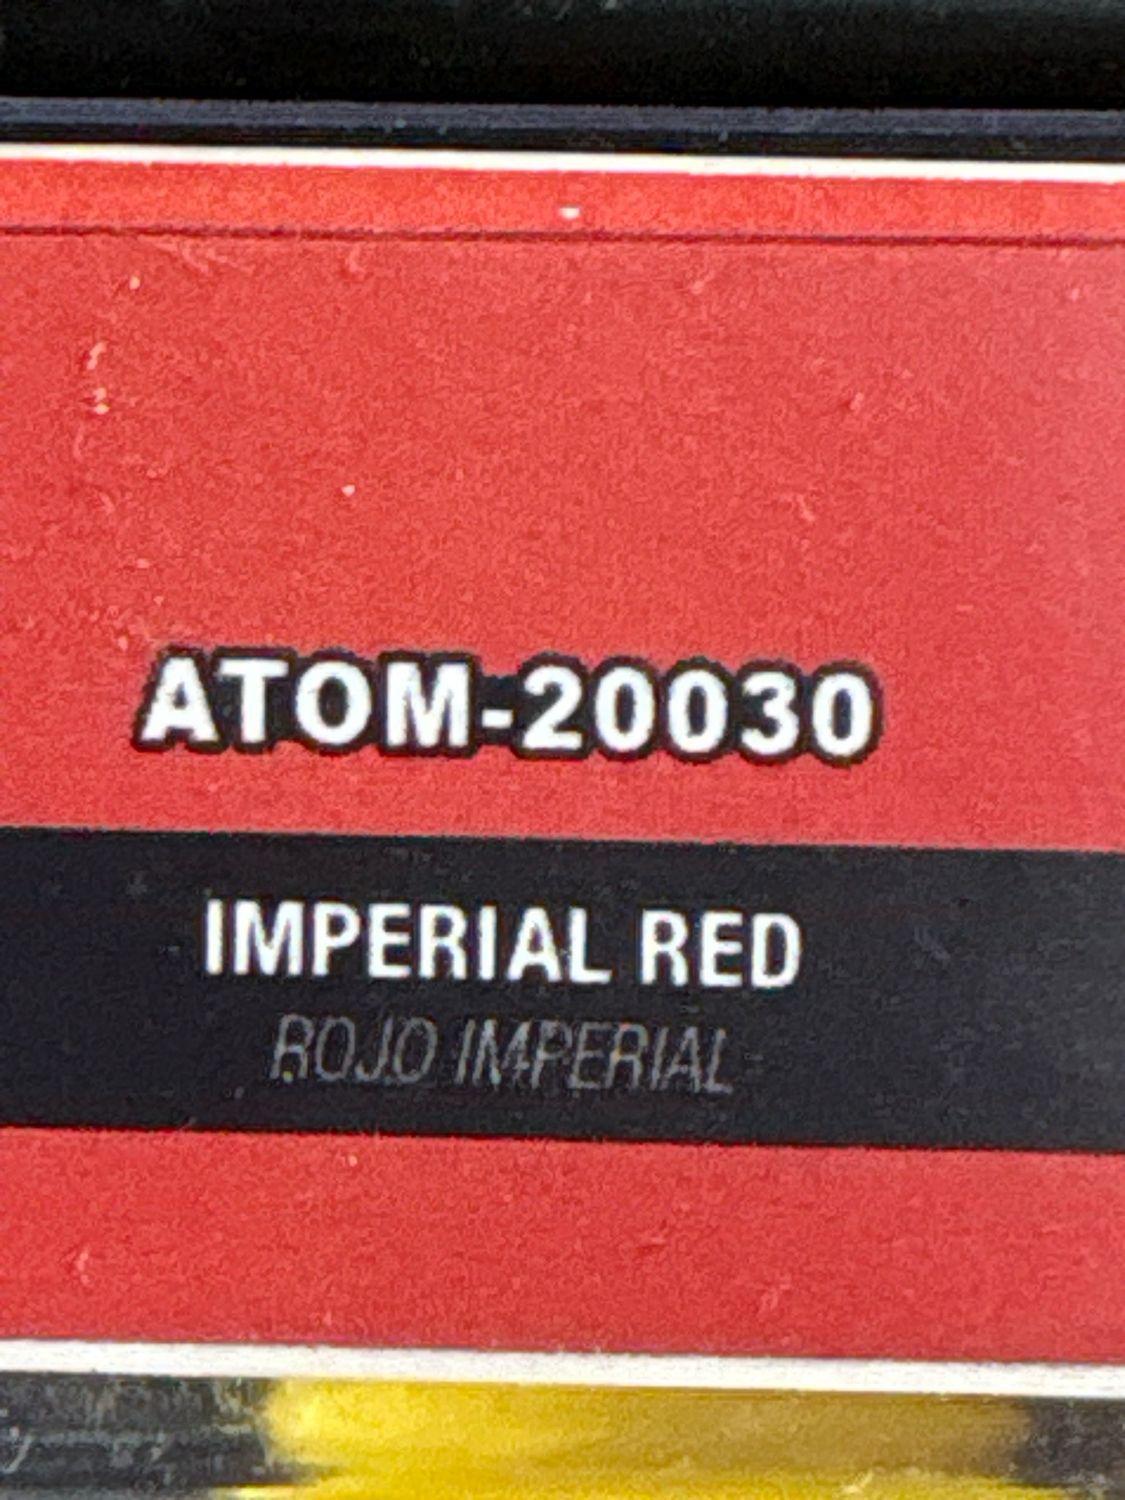 ATOM-20030
IMPERIAL RED
ROJO IMPERIAL